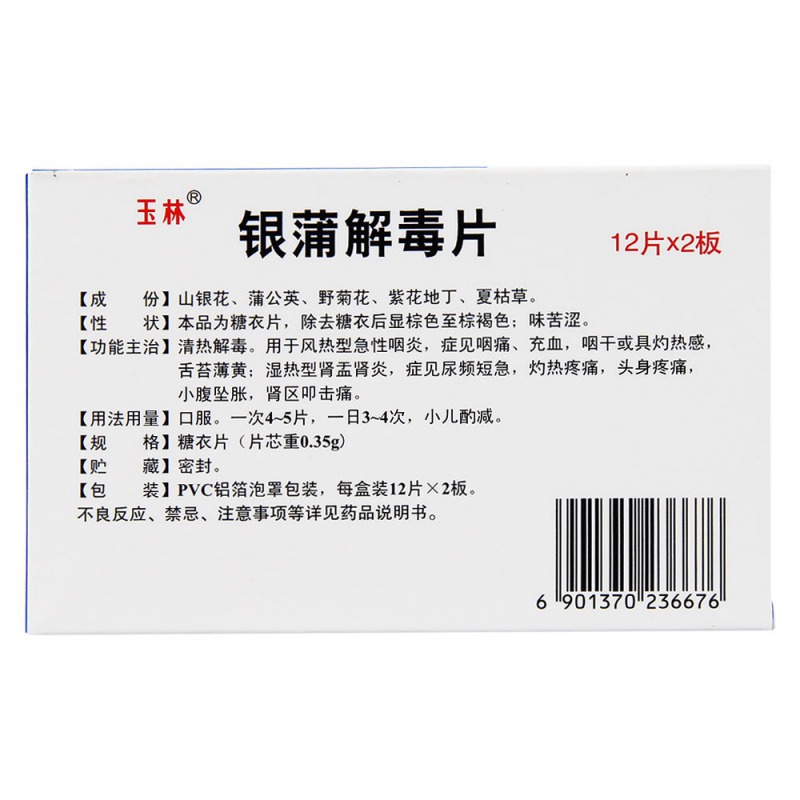 玉林®
银蒲解毒片
12片x2板
【成　份】山银花、蒲公英、野菊花、紫花地丁、夏枯草。
【性　状】本品为糖衣片，除去糖衣后显棕色至棕褐色；味苦涩。
【功能主治】清热解毒。用于风热型急性咽炎，症见咽痛、充血，咽干或具灼热感，
舌苔薄黄；湿热型肾盂肾炎，症见尿频短急，灼热疼痛，头身疼痛，
小腹坠胀，肾区叩击痛。
【用法用量】口服。一次4~5片，一日3~4次，小儿酌减。
【规　格】糖衣片（片芯重0.35g)
【贮　藏】密封。
【包　装】PVC铝箔泡罩包装，每盒装12片×2板。
不良反应、禁忌、注意事项等详见药品说明书。
6 901370 236676